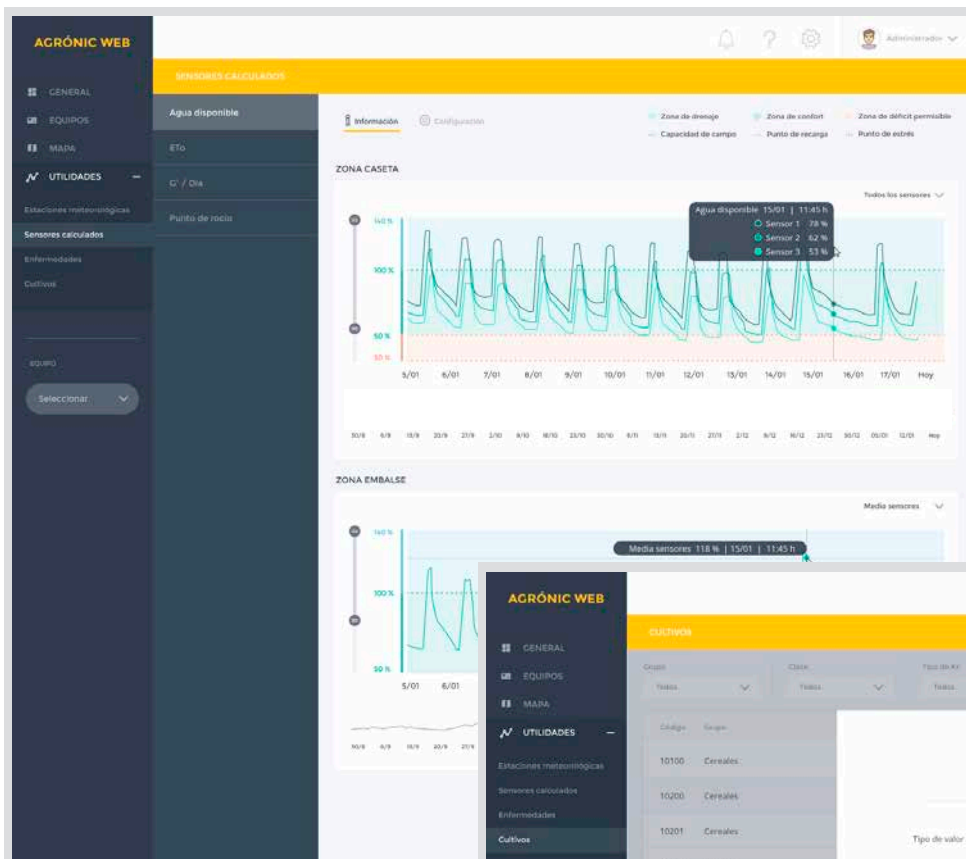 AGRÓNIC WEB
Administrador
SENSORES CALCULADOS
GENERAL
EQUIPOS
MAPA
UTILIDADES
Estaciones meteorológicas
Sensores calculados
Enfermedades
Cultivos
EQUIPO
Seleccionar
Agua disponible
ETo
Punto de rocío
Información
Configuración
Zona de drenaje
Zona de confort
Zona de déficit permisible
Capacidad de campo
Punto de recarga
Punto de estrés
ZONA CASETA
Todos los sensores
Agua disponible 15/01 | 11:45 h
Sensor 1 78 %
Sensor 2 62 %
Sensor 3 53 %
140 %
100 %
50 %
5/01 6/01 7/01 8/01 9/01 10/01 11/01 12/01 13/01 14/01 15/01 16/01 17/01 Hoy
ZONA EMBALSE
Media sensores
Media sensores 118 % | 15/01 | 11:45 h
140 %
100 %
50 %
5/01 6/01
AGRÓNIC WEB
CULTIVOS
GENERAL
EQUIPOS
MAPA
UTILIDADES
Estaciones meteorológicas
Sensores calculados
Enfermedades
Cultivos
Grupo
Clase
Todos
Todos
Todos
Código Grupo
10100 Cereales
10200 Cereales
10201 Cereales
Tipo de valor